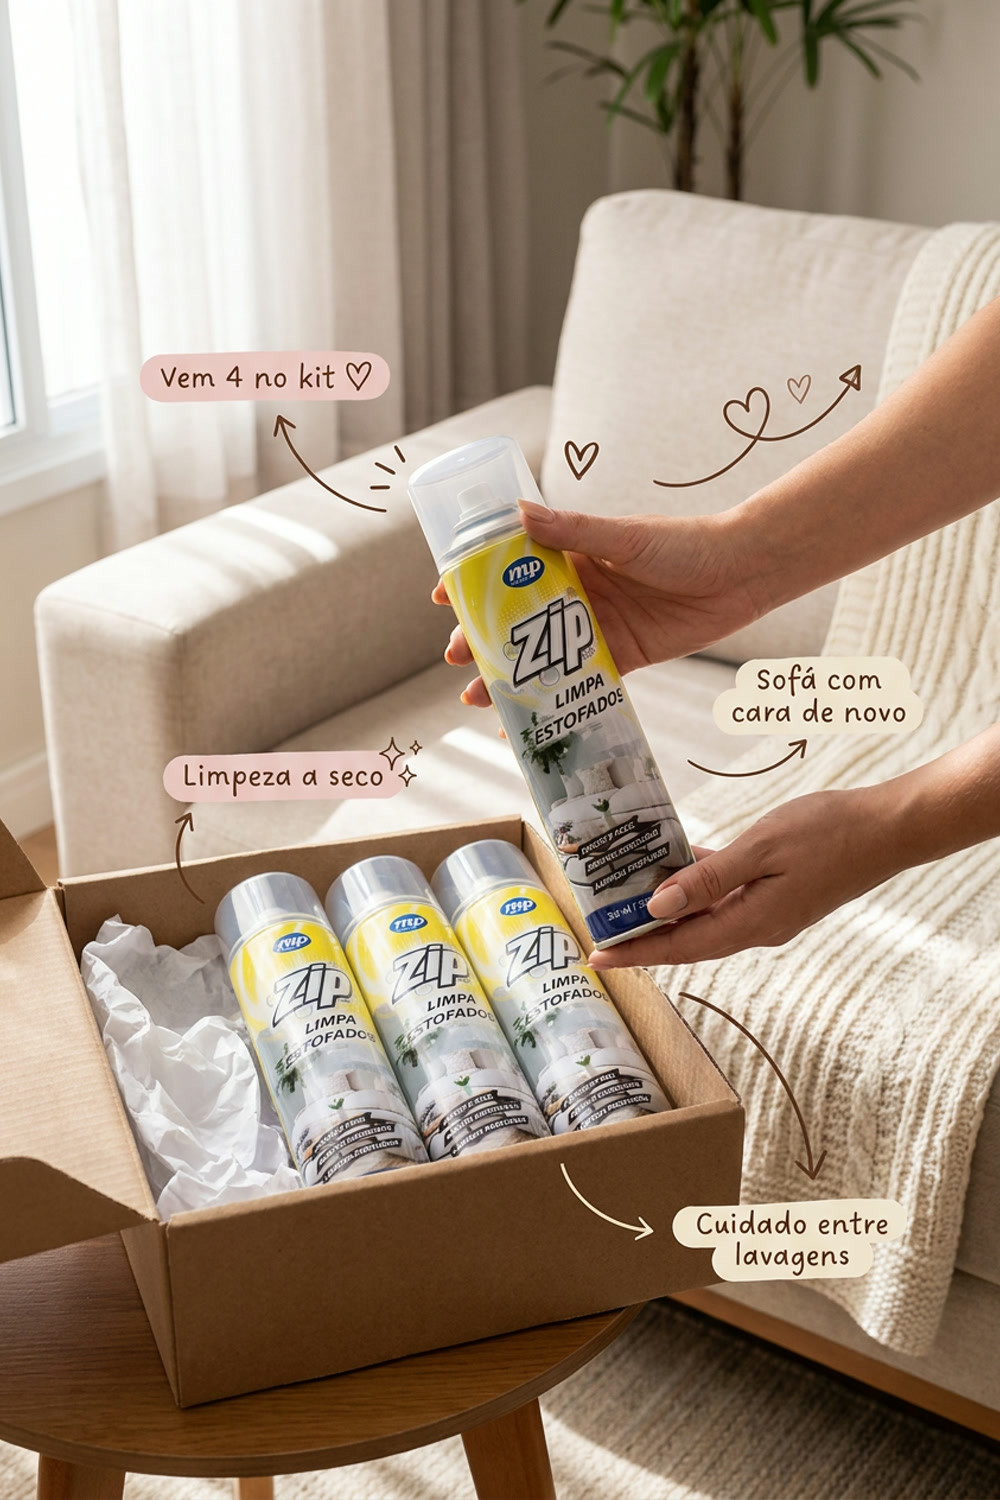 Vem 4 no kit
mp
zip
LIMPA
ESTOFADOS
Sofá com
cara de novo
Limpeza a seco
mp
zip
LIMPA
ESTOFADOS
mp
zip
LIMPA
ESTOFADOS
mp
zip
LIMPA
ESTOFADOS
Cuidado entre
lavagens